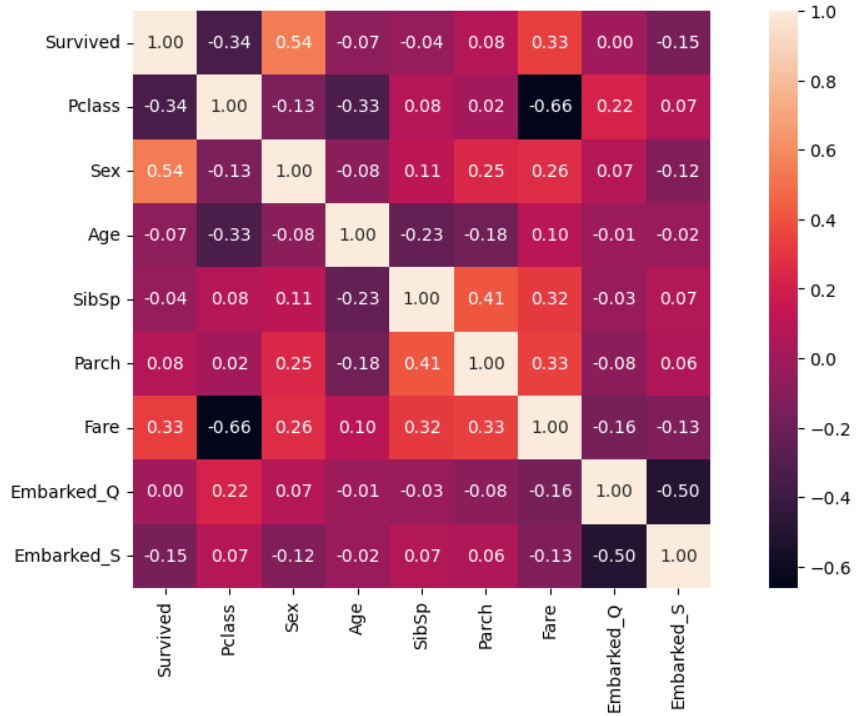 Survived 1.00 -0.34 0.54 -0.07 -0.04 0.08 0.33 0.00 -0.15
Pclass -0.34 1.00 -0.13 -0.33 0.08 0.02 -0.66 0.22 0.07
Sex 0.54 -0.13 1.00 -0.08 0.11 0.25 0.26 0.07 -0.12
Age -0.07 -0.33 -0.08 1.00 -0.23 -0.18 0.10 -0.01 -0.02
SibSp -0.04 0.08 0.11 -0.23 1.00 0.41 0.32 -0.03 0.07
Parch 0.08 0.02 0.25 -0.18 0.41 1.00 0.33 -0.08 0.06
Fare 0.33 -0.66 0.26 0.10 0.32 0.33 1.00 -0.16 -0.13
Embarked_Q 0.00 0.22 0.07 -0.01 -0.03 -0.08 -0.16 1.00 -0.50
Embarked_S -0.15 0.07 -0.12 -0.02 0.07 0.06 -0.13 -0.50 1.00
Survived Pclass Sex Age SibSp Parch Fare Embarked_Q Embarked_S
1.0
0.8
0.6
0.4
0.2
0.0
−0.2
−0.4
−0.6